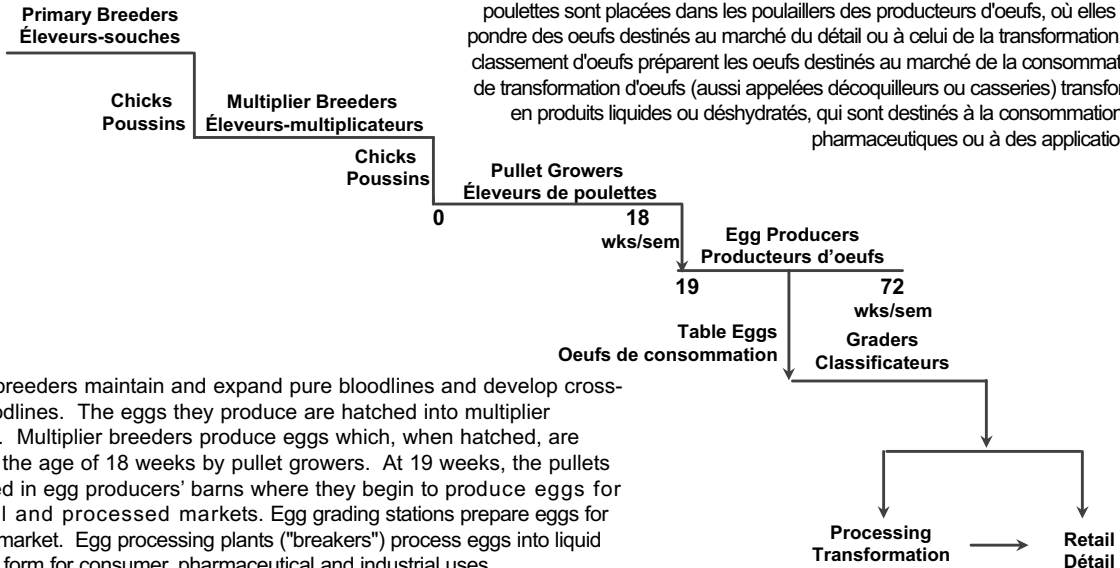 Primary Breeders
Éleveurs-souches
poulettes sont placées dans les poulaillers des producteurs d'oeufs, où elles
pondre des oeufs destinés au marché du détail ou à celui de la transformation
classement d'oeufs préparent les oeufs destinés au marché de la
de transformation d'oeufs (aussi appelées décoquilleurs ou casseries)
en produits liquides ou déshydratés, qui sont destinés à la consommation
pharmaceutiques ou à des
Chicks
Poussins
Multiplier Breeders
Éleveurs-multiplicateurs
Chicks
Poussins
Pullet Growers
Éleveurs de poulettes
0
18
wks/sem
Egg Producers
Producteurs d'oeufs
19
72
wks/sem
Table Eggs
Oeufs de consommation
Graders
Classificateurs
breeders maintain and expand pure bloodlines and develop cross-
odlines. The eggs they produce are hatched into multiplier
. Multiplier breeders produce eggs which, when hatched, are
the age of 18 weeks by pullet growers. At 19 weeks, the pullets
ed in egg producers' barns where they begin to produce eggs for
l and processed markets. Egg grading stations prepare eggs for
market. Egg processing plants ("breakers") process eggs into liquid
form for consumer, pharmaceutical and industrial uses
Processing
Transformation
Retail
Détail